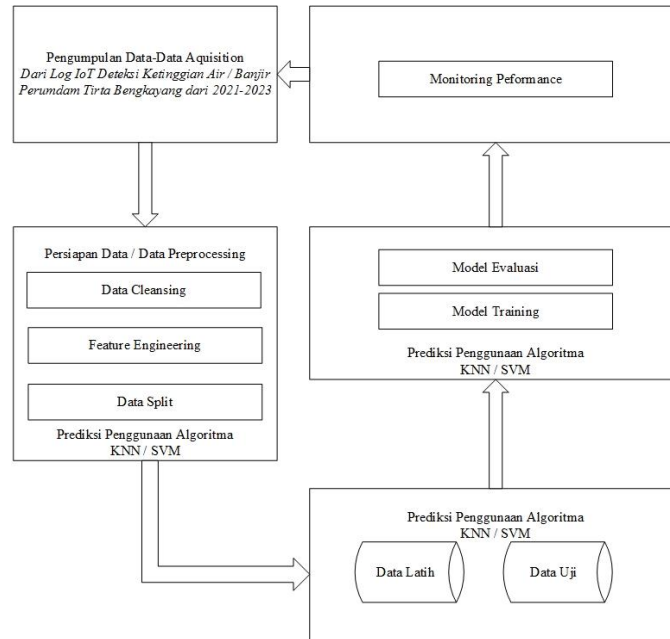 Pengumpulan Data-Data Aquisition
Dari Log IoT Deteksi Ketinggian Air / Banjir
Perumdam Tirta Bengkayang dari 2021-2023
Monitoring Peformance
Persiapan Data / Data Preprocessing
Data Cleansing
Feature Engineering
Data Split
Prediksi Penggunaan Algoritma
KNN / SVM
Model Evaluasi
Model Training
Prediksi Penggunaan Algoritma
KNN / SVM
Prediksi Penggunaan Algoritma
KNN / SVM
Data Latih
Data Uji